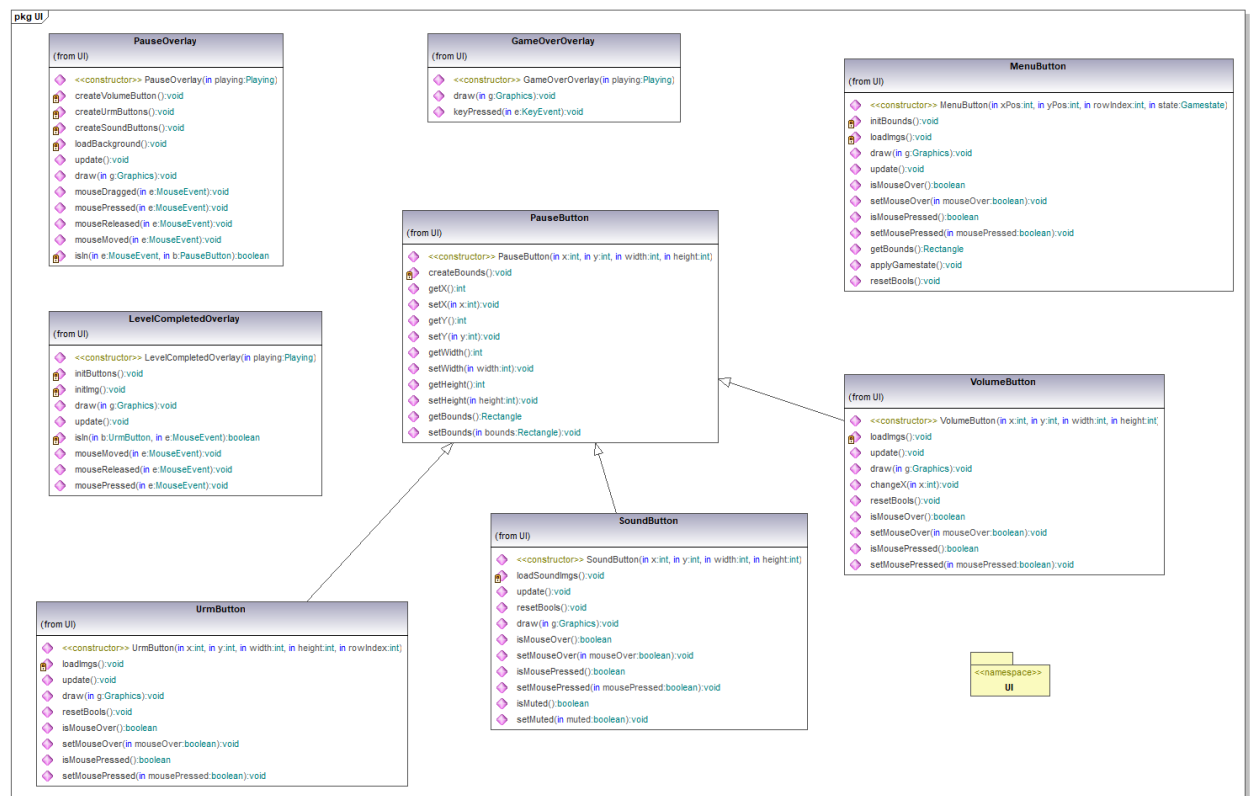 pkg UI
PauseOverlay
(from UI)
<<constructor>> PauseOverlay(in playing:Playing)
createVolumeButton():void
createUrmButtons():void
createSoundButtons():void
loadBackground():void
update():void
draw(in g:Graphics):void
mouseDragged(in e:MouseEvent):void
mousePressed(in e:MouseEvent):void
mouseReleased(in e:MouseEvent):void
mouseMoved(in e:MouseEvent):void
isIn(in e:MouseEvent, in b:PauseButton):boolean
GameOverOverlay
(from UI)
<<constructor>> GameOverOverlay(in playing:Playing)
draw(in g:Graphics):void
keyPressed(in e:KeyEvent):void
MenuButton
(from UI)
<<constructor>> MenuButton(in xPos:int, in yPos:int, in rowIndex:int, in state:Gamestate)
initBounds():void
loadImgs():void
draw(in g:Graphics):void
update():void
isMouseOver():boolean
setMouseOver(in mouseOver:boolean):void
isMousePressed():boolean
setMousePressed(in mousePressed:boolean):void
getBounds():Rectangle
applyGamestate():void
resetBools():void
PauseButton
(from UI)
<<constructor>> PauseButton(in x:int, in y:int, in width:int, in height:int)
createBounds():void
getX():int
setX(in x:int):void
getY():int
setY(in y:int):void
getWidth():int
setWidth(in width:int):void
getHeight():int
setHeight(in height:int):void
getBounds():Rectangle
setBounds(in bounds:Rectangle):void
LevelCompletedOverlay
(from UI)
<<constructor>> LevelCompletedOverlay(in playing:Playing)
initButtons():void
initImg():void
draw(in g:Graphics):void
update():void
isIn(in b:UrmButton, in e:MouseEvent):boolean
mouseMoved(in e:MouseEvent):void
mouseReleased(in e:MouseEvent):void
mousePressed(in e:MouseEvent):void
VolumeButton
(from UI)
<<constructor>> VolumeButton(in x:int, in y:int, in width:int, in height:int)
loadImgs():void
update():void
draw(in g:Graphics):void
changeX(in x:int):void
resetBools():void
isMouseOver():boolean
setMouseOver(in mouseOver:boolean):void
isMousePressed():boolean
setMousePressed(in mousePressed:boolean):void
SoundButton
(from UI)
<<constructor>> SoundButton(in x:int, in y:int, in width:int, in height:int)
loadSoundImgs():void
update():void
resetBools():void
draw(in g:Graphics):void
isMouseOver():boolean
setMouseOver(in mouseOver:boolean):void
isMousePressed():boolean
setMousePressed(in mousePressed:boolean):void
isMuted():boolean
setMuted(in muted:boolean):void
UrmButton
(from UI)
<<constructor>> UrmButton(in x:int, in y:int, in width:int, in height:int, in rowIndex:int)
loadImgs():void
update():void
draw(in g:Graphics):void
resetBools():void
isMouseOver():boolean
setMouseOver(in mouseOver:boolean):void
isMousePressed():boolean
setMousePressed(in mousePressed:boolean):void
<<namespace>>
UI